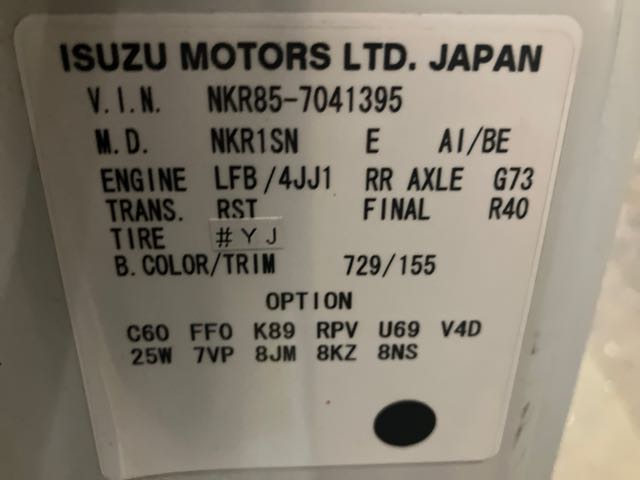 ISUZU MOTORS LTD. JAPAN
V.I.N. NKR85-7041395
M.D. NKR1SN E AI/BE
ENGINE LFB/4JJ1 RR AXLE G73
TRANS. RST FINAL R40
TIRE #YJ
B.COLOR/TRIM 729/155
OPTION
C60 FF0 K89 RPV U69 V4D
25W 7VP 8JM 8KZ 8NS